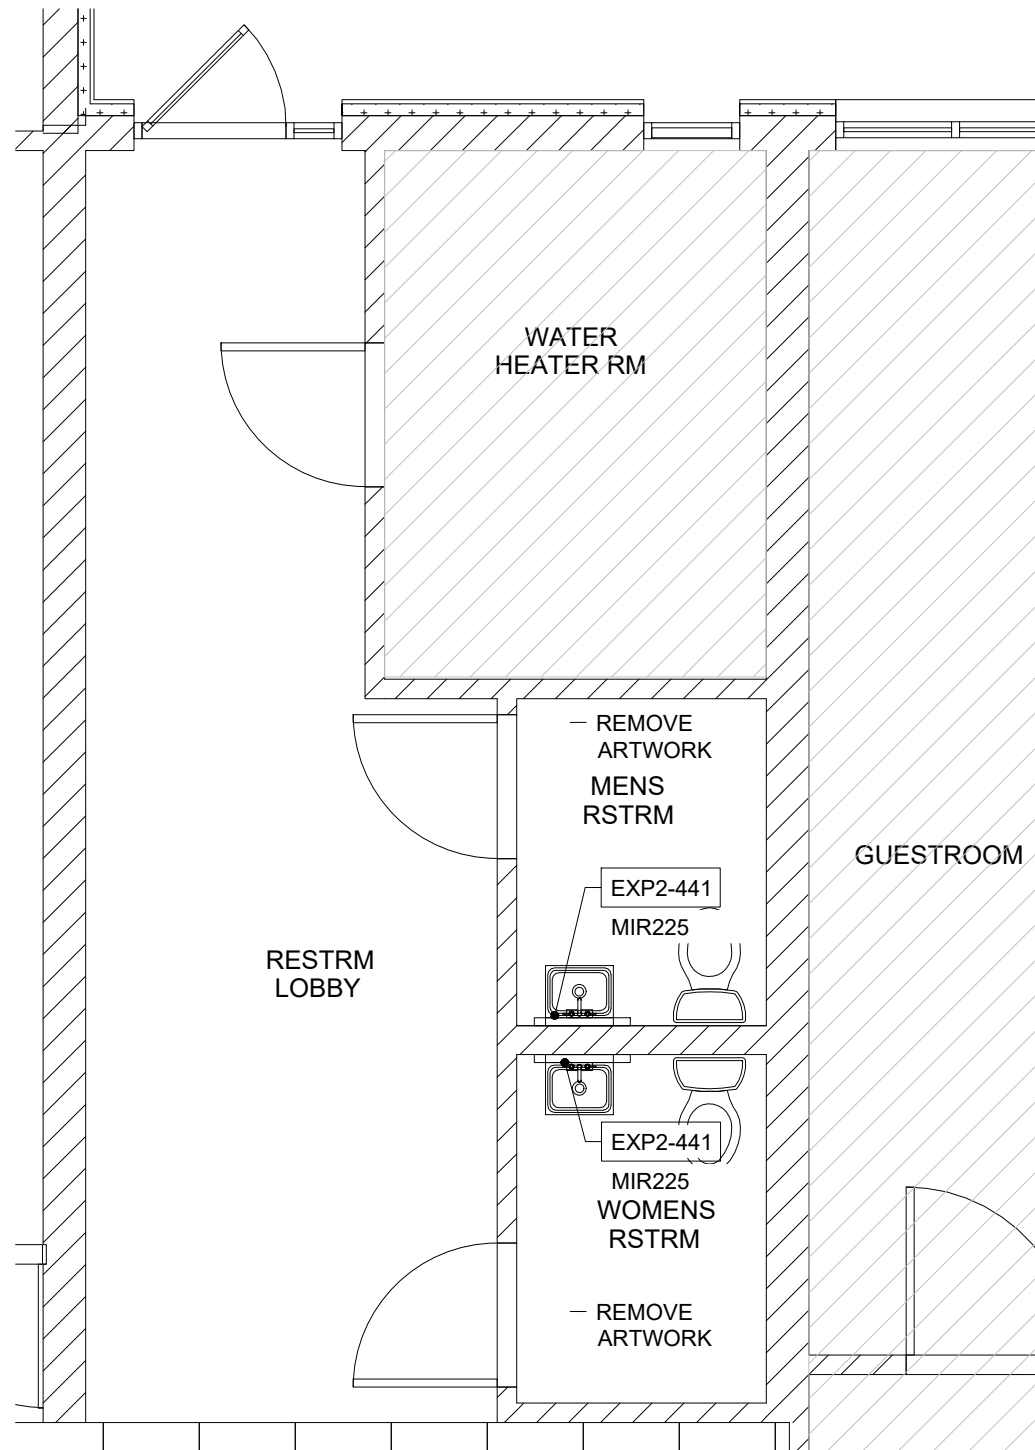 WATER
HEATER RM
REMOVE
ARTWORK
MENS
RSTRM
GUESTROOM
EXP2-441
MIR225
RESTRM
LOBBY
EXP2-441
MIR225
WOMENS
RSTRM
REMOVE
ARTWORK